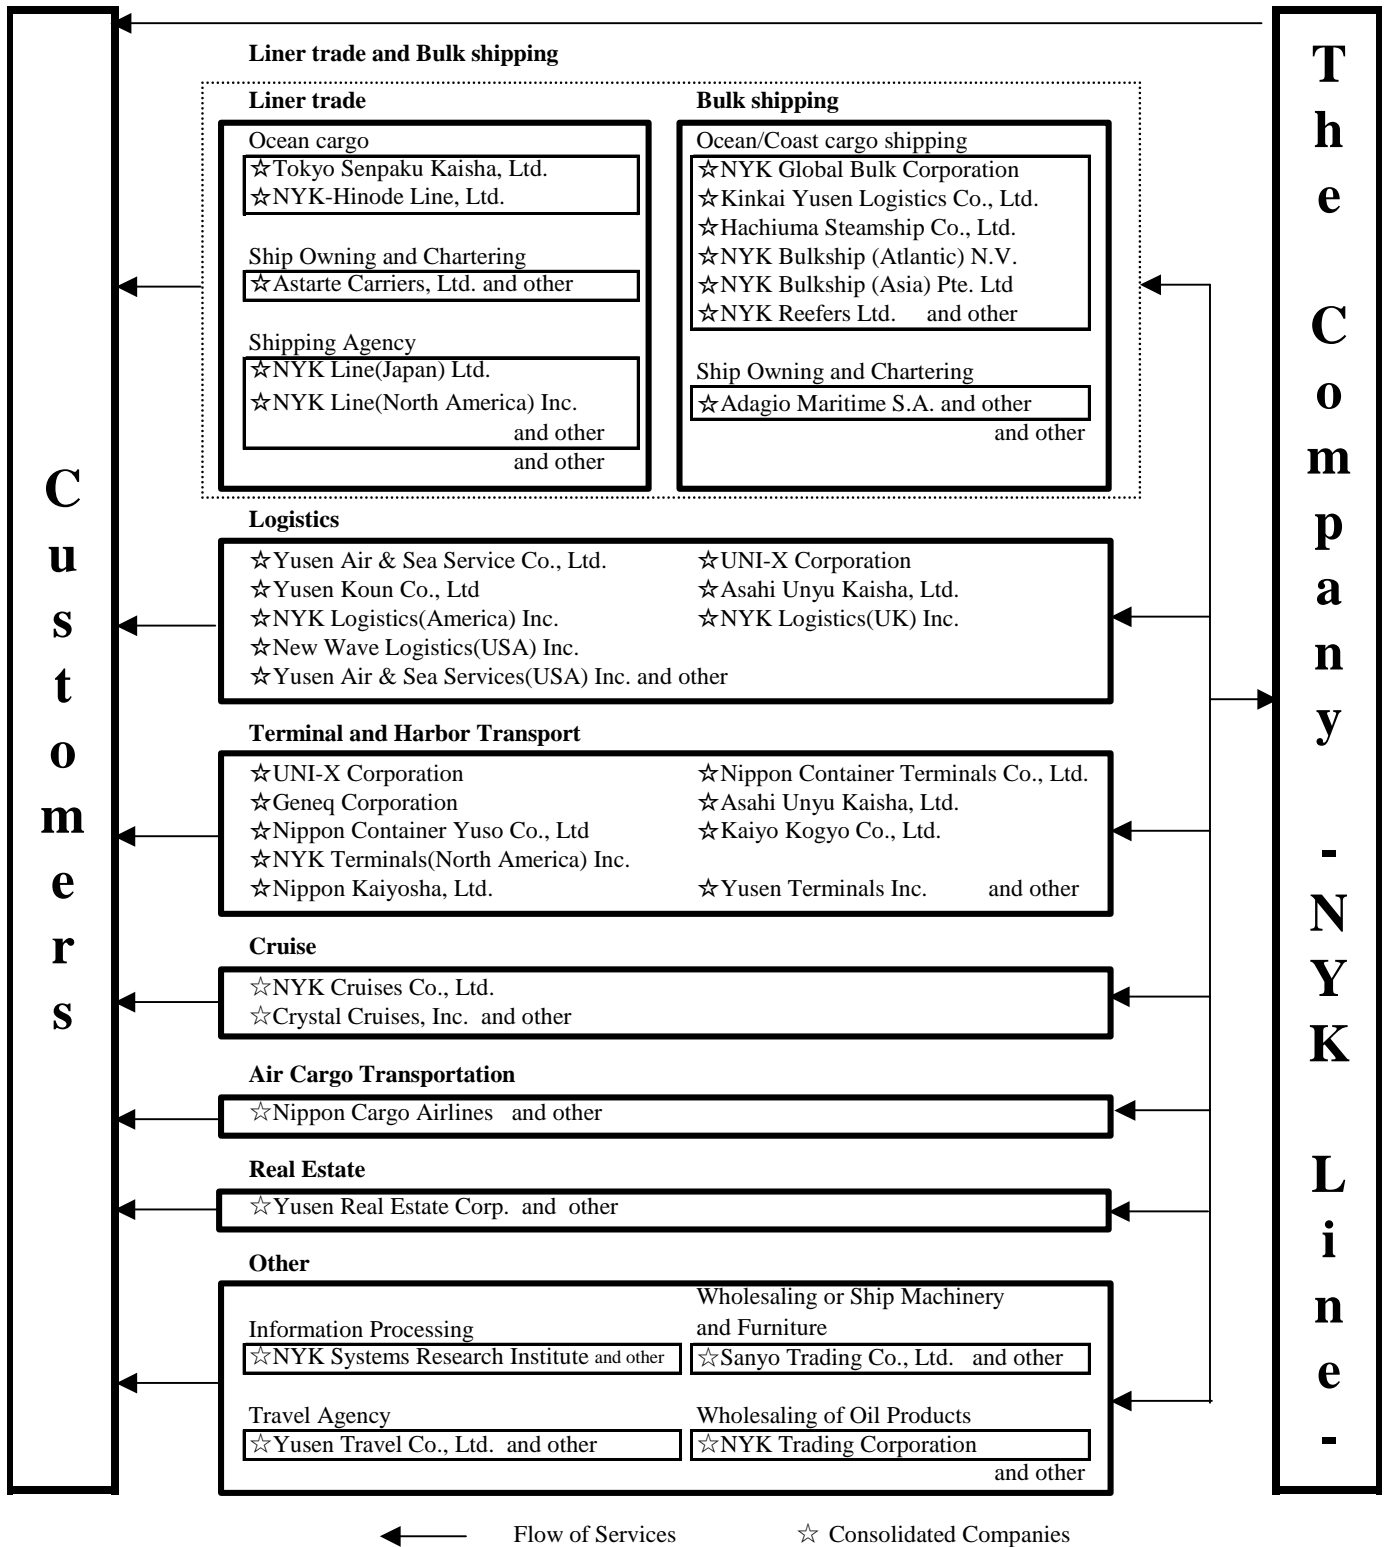 Customers
Liner trade and Bulk shipping
Liner trade
Ocean cargo
☆Tokyo Senpaku Kaisha, Ltd.
☆NYK-Hinode Line, Ltd.
Ship Owning and Chartering
☆Astarte Carriers, Ltd. and other
Shipping Agency
☆NYK Line(Japan) Ltd.
☆NYK Line(North America) Inc.
and other
and other
Bulk shipping
Ocean/Coast cargo shipping
☆NYK Global Bulk Corporation
☆Kinkai Yusen Logistics Co., Ltd.
☆Hachiuma Steamship Co., Ltd.
☆NYK Bulkship (Atlantic) N.V.
☆NYK Bulkship (Asia) Pte. Ltd
☆NYK Reefers Ltd. and other
Ship Owning and Chartering
☆Adagio Maritime S.A. and other
and other
Logistics
☆Yusen Air & Sea Service Co., Ltd. ☆UNI-X Corporation
☆Yusen Koun Co., Ltd ☆Asahi Unyu Kaisha, Ltd.
☆NYK Logistics(America) Inc. ☆NYK Logistics(UK) Inc.
☆New Wave Logistics(USA) Inc.
☆Yusen Air & Sea Services(USA) Inc. and other
Terminal and Harbor Transport
☆UNI-X Corporation ☆Nippon Container Terminals Co., Ltd.
☆Geneq Corporation ☆Asahi Unyu Kaisha, Ltd.
☆Nippon Container Yuso Co., Ltd ☆Kaiyo Kogyo Co., Ltd.
☆NYK Terminals(North America) Inc.
☆Nippon Kaiyosha, Ltd. ☆Yusen Terminals Inc. and other
Cruise
☆NYK Cruises Co., Ltd.
☆Crystal Cruises, Inc. and other
Air Cargo Transportation
☆Nippon Cargo Airlines and other
Real Estate
☆Yusen Real Estate Corp. and other
Other
Information Processing
☆NYK Systems Research Institute and other
Wholesaling or Ship Machinery
and Furniture
☆Sanyo Trading Co., Ltd. and other
Travel Agency
☆Yusen Travel Co., Ltd. and other
Wholesaling of Oil Products
☆NYK Trading Corporation
and other
The Company -NYK Line-
Flow of Services ☆ Consolidated Companies